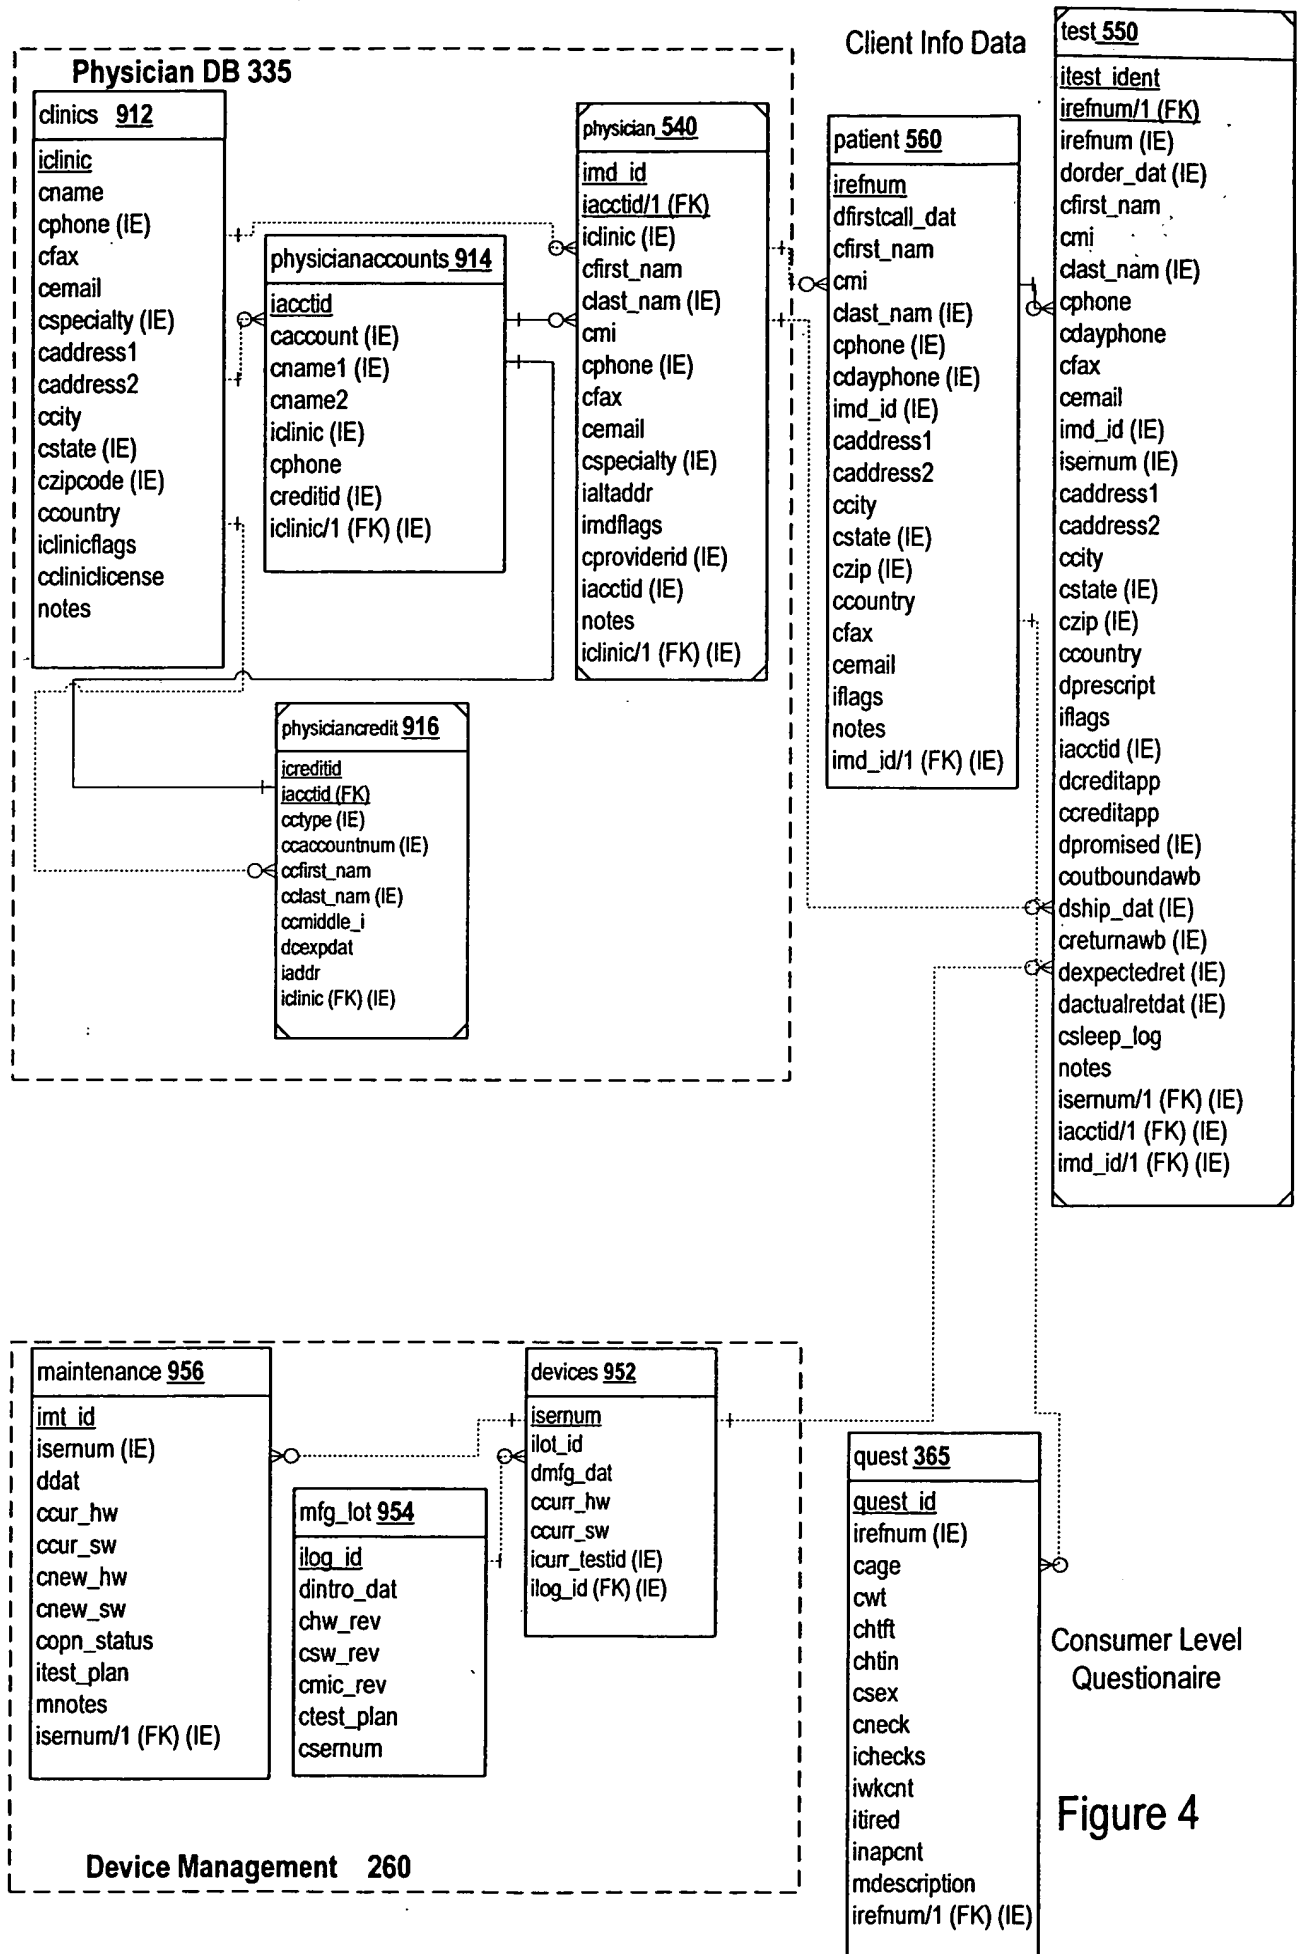 Physician DB 335
clinics 912
iclinic
cname
cphone (IE)
cfax
cemail
cspecialty (IE)
caddress1
caddress2
ccity
cstate (IE)
czipcode (IE)
ccountry
iclinicflags
ccliniclicense
notes
physicianaccounts 914
iacctid
caccount (IE)
cname1 (IE)
cname2
iclinic (IE)
cphone
creditid (IE)
iclinic/1 (FK) (IE)
physician 540
imd_id
iacctid/1 (FK)
iclinic (IE)
cfirst_nam
clast_nam (IE)
cmi
cphone (IE)
cfax
cemail
cspecialty (IE)
ialtaddr
imdflags
cproviderid (IE)
iacctid (IE)
notes
iclinic/1 (FK) (IE)
physiciancredit 916
icreditid
iacctid (FK)
cctype (IE)
ccaccountnum (IE)
ccfirst_nam
cclast_nam (IE)
ccmiddle_i
dcexpdat
iaddr
iclinic (FK) (IE)
Client Info Data
patient 560
irefnum
dfirstcall_dat
cfirst_nam
cmi
clast_nam (IE)
cphone (IE)
cdayphone (IE)
imd_id (IE)
caddress1
caddress2
ccity
cstate (IE)
czip (IE)
ccountry
cfax
cemail
iflags
notes
imd_id/1 (FK) (IE)
test 550
itest_ident
irefnum/1 (FK)
irefnum (IE)
dorder_dat (IE)
cfirst_nam
cmi
clast_nam (IE)
cphone
cdayphone
cfax
cemail
imd_id (IE)
isernum (IE)
caddress1
caddress2
ccity
cstate (IE)
czip (IE)
ccountry
dprescript
iflags
iacctid (IE)
dcreditapp
ccreditapp
dpromised (IE)
coutboundawb
dship_dat (IE)
creturnawb (IE)
dexpectedret (IE)
dactualretdat (IE)
csleep_log
notes
isernum/1 (FK) (IE)
iacctid/1 (FK) (IE)
imd_id/1 (FK) (IE)
maintenance 956
imt_id
isernum (IE)
ddat
ccur_hw
ccur_sw
cnew_hw
cnew_sw
copn_status
itest_plan
mnotes
isernum/1 (FK) (IE)
mfg_lot 954
ilog_id
dintro_dat
chw_rev
csw_rev
cmic_rev
ctest_plan
csernum
devices 952
isernum
ilot_id
dmfg_dat
ccurr_hw
ccurr_sw
icurr_testid (IE)
ilog_id (FK) (IE)
Device Management 260
quest 365
quest_id
irefnum (IE)
cage
cwt
chtft
chtin
csex
cneck
ichecks
iwkcnt
itired
inapcnt
mdescription
irefnum/1 (FK) (IE)
Consumer Level
Questionaire
Figure 4